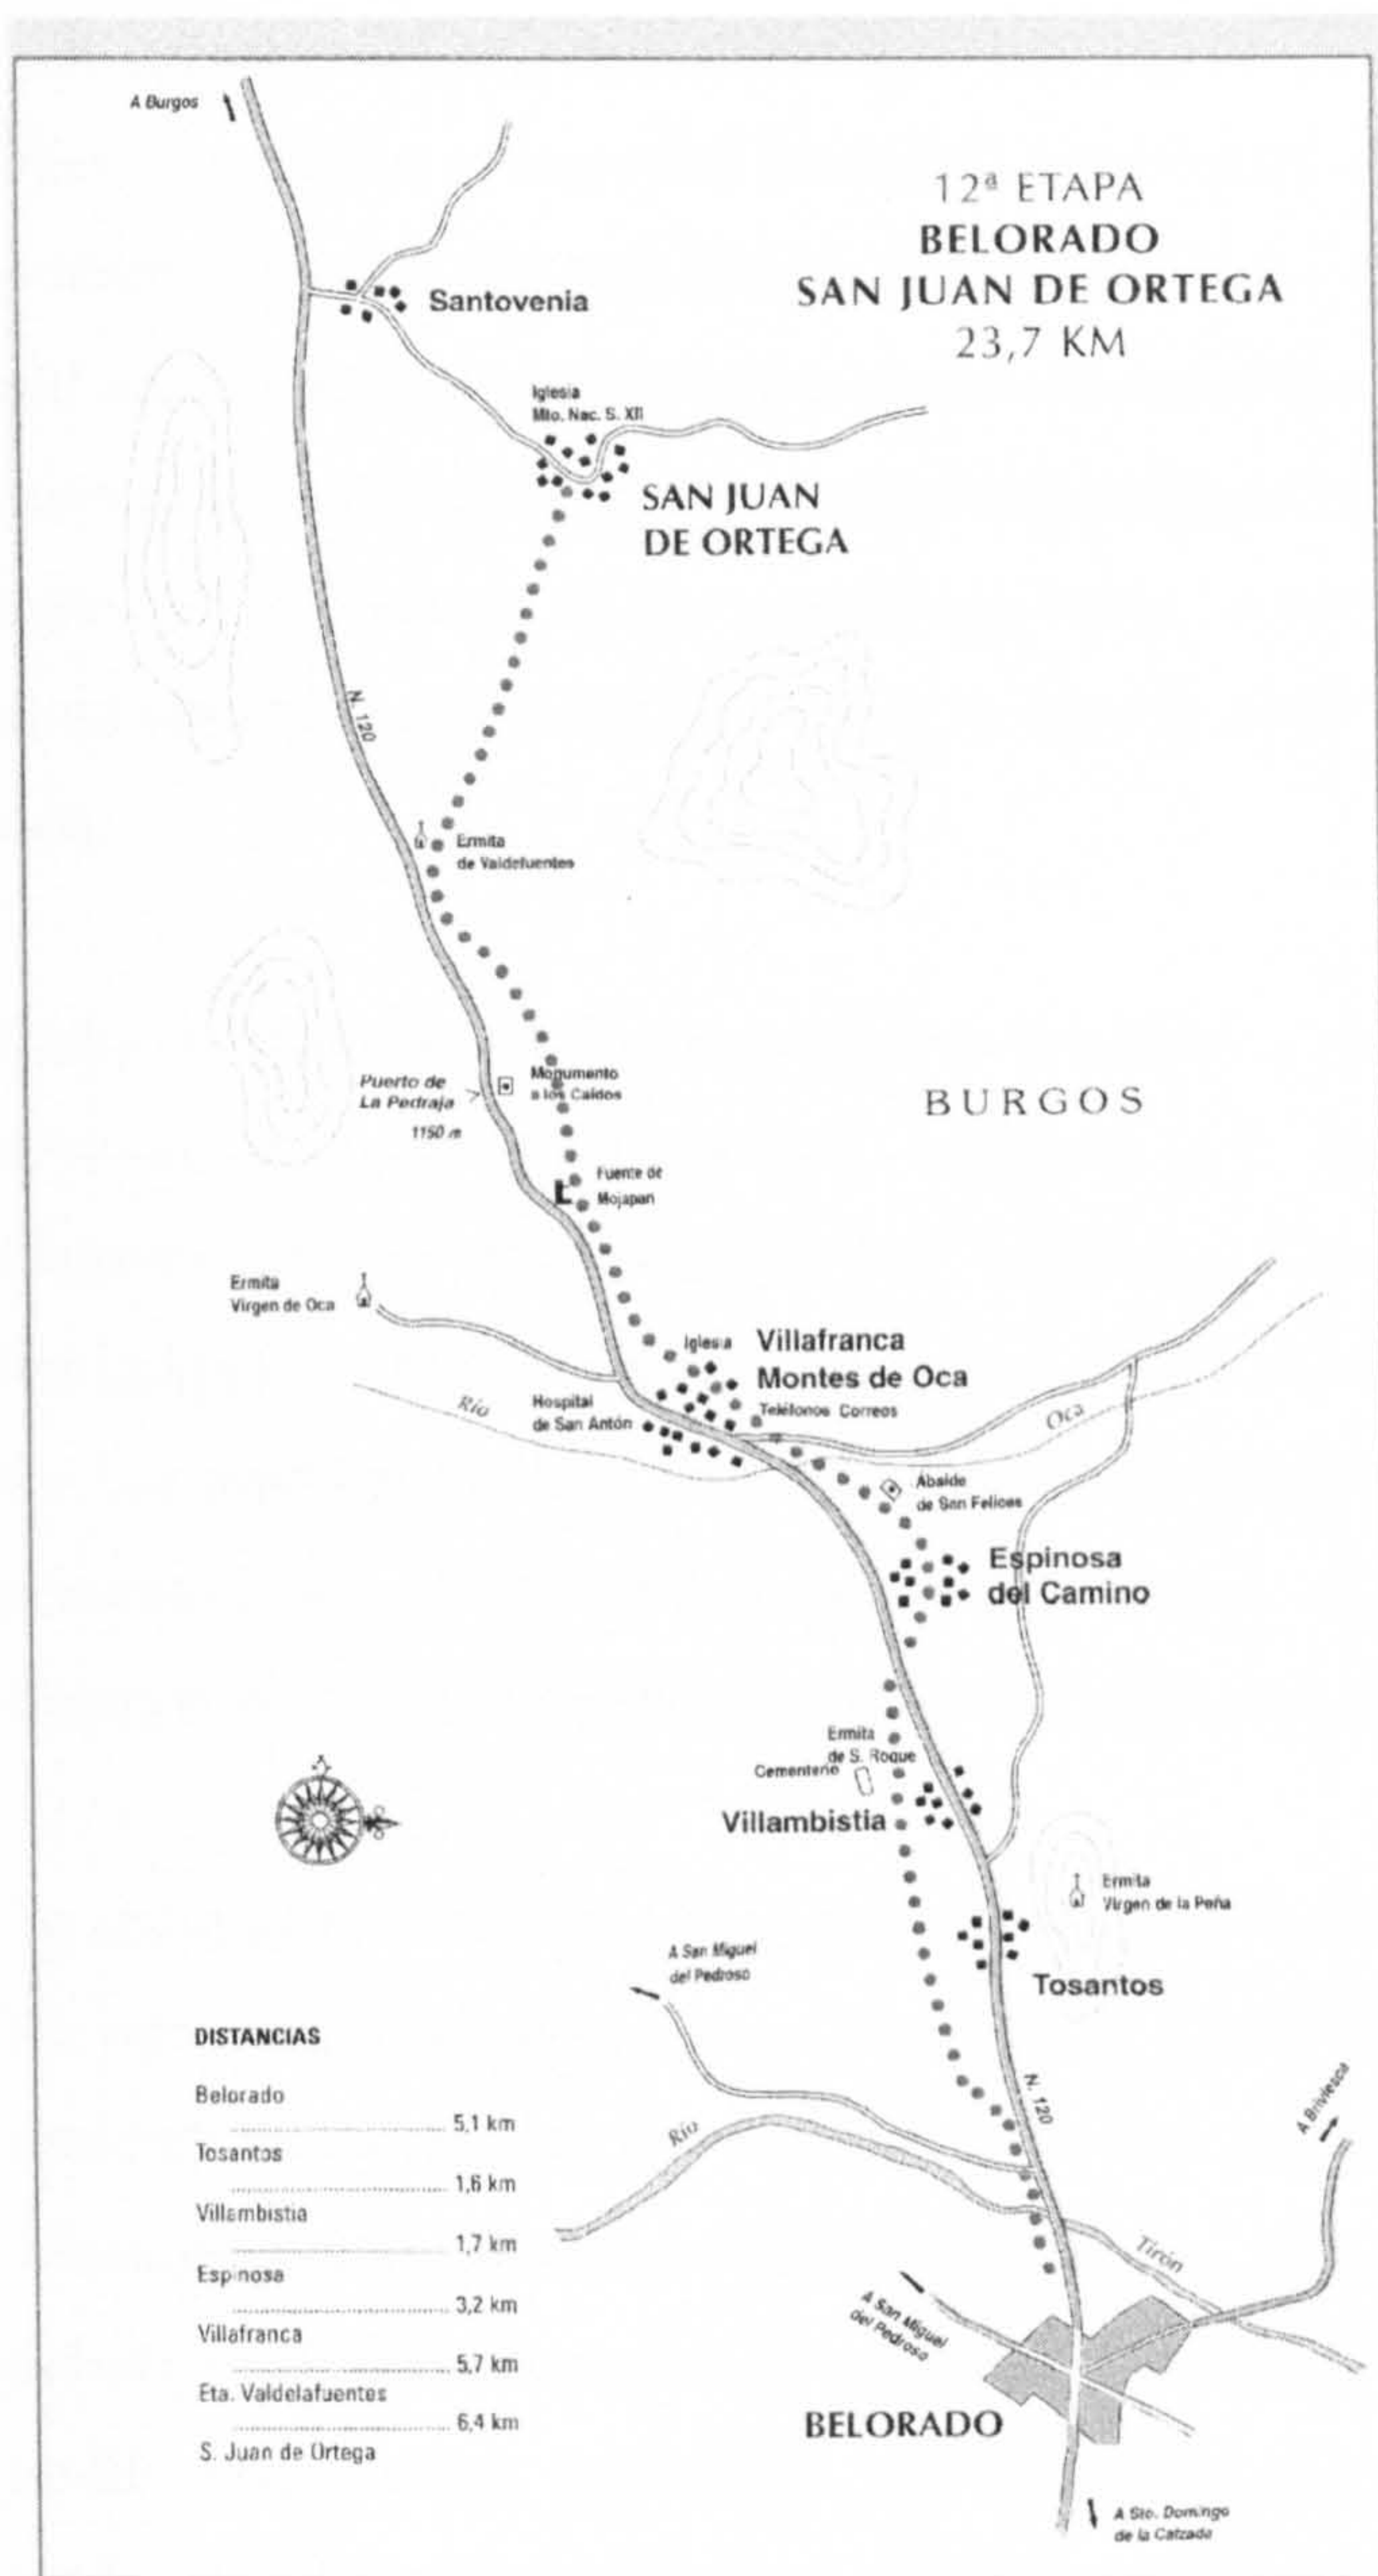 A Burgos
12ª ETAPA
BELORADO
SAN JUAN DE ORTEGA
23,7 KM
Santovenia
Iglesia
Mto. Nac. S. XII
SAN JUAN
DE ORTEGA
N. 120
Ermita
de Valdefuentes
Puerto de
La Pedraja
1150 m
Monumento
a los Caídos
BURGOS
Fuente de
Mojapan
Ermita
Virgen de Oca
Iglesia
Villafranca
Montes de Oca
Teléfonos Correos
Río
Hospital
de San Antón
Oca
Abside
de San Felices
Espinosa
del Camino
Ermita
de S. Roque
Cementerio
Villambistia
Ermita
Virgen de la Peña
A San Miguel
del Pedroso
Tosantos
N. 120
A Briviesca
Río
Tirón
A San Miguel
del Pedroso
BELORADO
A Sto. Domingo
de la Calzada
DISTANCIAS
Belorado
5,1 km
Tosantos
1,6 km
Villambistia
1,7 km
Espinosa
3,2 km
Villafranca
5,7 km
Eta. Valdelafuentes
6,4 km
S. Juan de Ortega